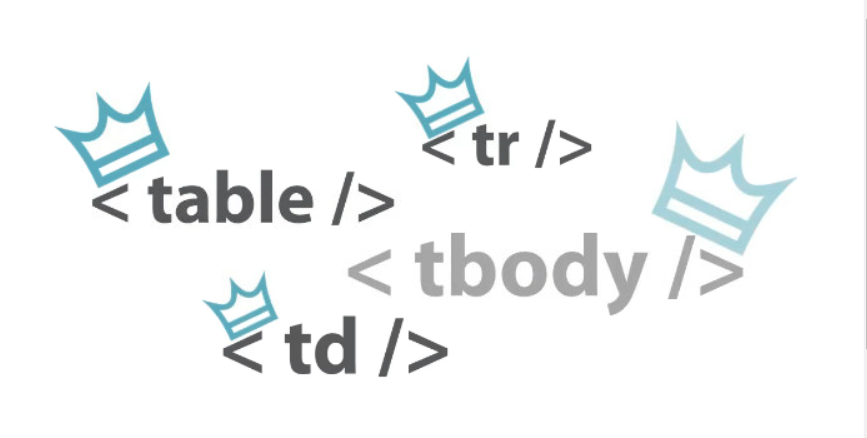 < tr />
< table />
< tbody />
< td />